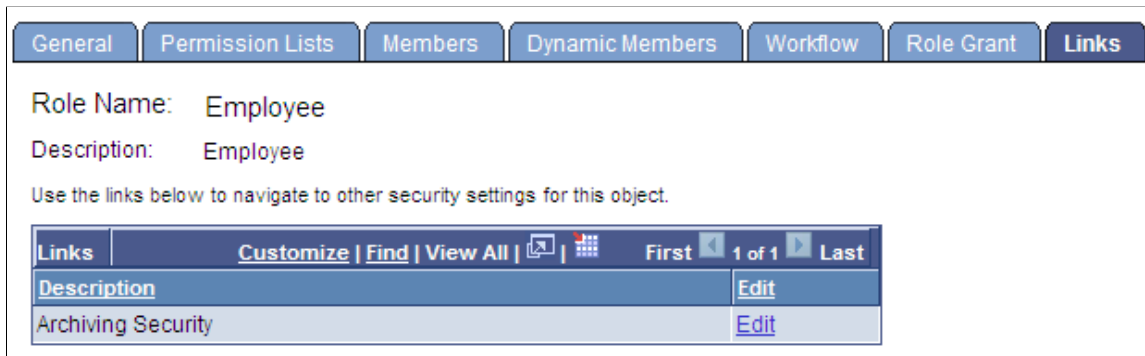 General Permission Lists Members Dynamic Members Workflow Role Grant Links
Role Name: Employee
Description: Employee
Use the links below to navigate to other security settings for this object.
Links Customize | Find | View All | | First 1 of 1 Last
Description Edit
Archiving Security Edit